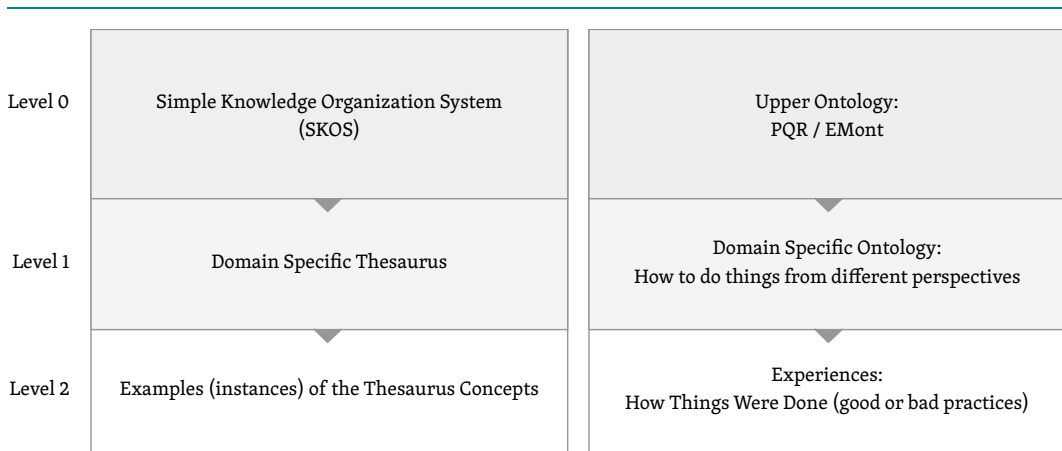 Level 0
Simple Knowledge Organization System
(SKOS)
Upper Ontology:
PQR / EMont
Level 1
Domain Specific Thesaurus
Domain Specific Ontology:
How to do things from different perspectives
Level 2
Examples (instances) of the Thesaurus Concepts
Experiences:
How Things Were Done (good or bad practices)